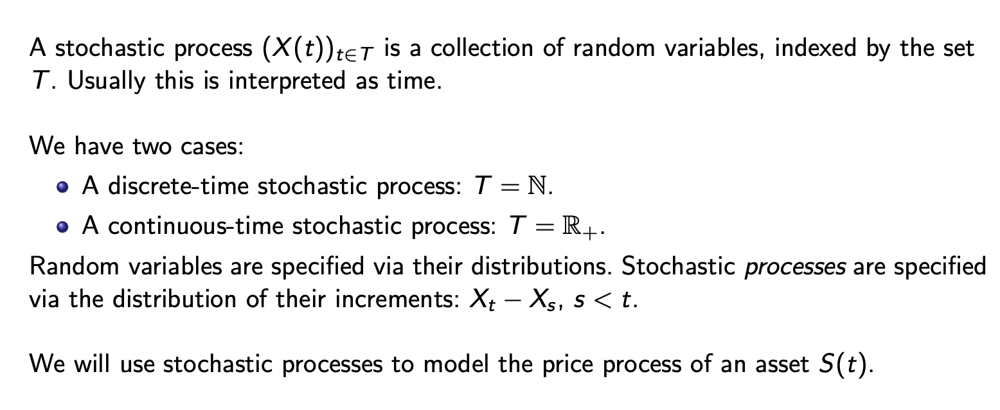 A stochastic process (X(t))_{t∈T} is a collection of random variables, indexed by the set
T. Usually this is interpreted as time.
We have two cases:
• A discrete-time stochastic process: T = ℕ.
• A continuous-time stochastic process: T = ℝ₊.
Random variables are specified via their distributions. Stochastic processes are specified
via the distribution of their increments: X_t − X_s, s < t.
We will use stochastic processes to model the price process of an asset S(t).